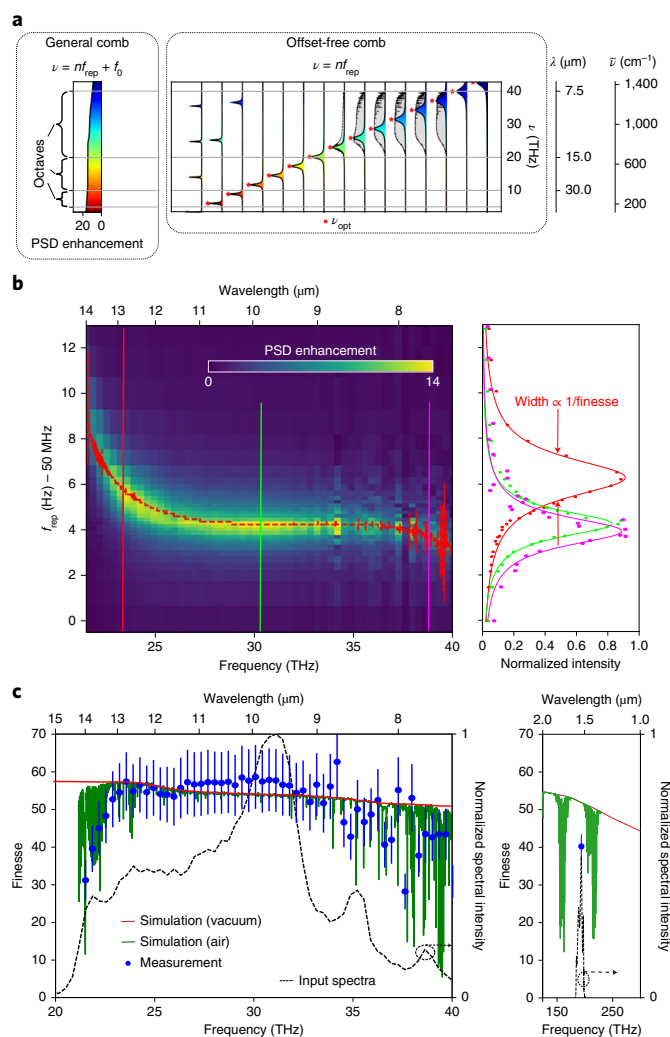 a
General comb
ν = nf_rep + f_0
Octaves
20 0
PSD enhancement
Offset-free comb
ν = nf_rep
40
20
10
ν (THz)
ν_opt
λ (μm)
7.5
15.0
30.0
ν̃ (cm⁻¹)
1,400
1,000
600
200
b
Wavelength (μm)
14 13 12 11 10 9 8
PSD enhancement
0 14
f_rep (Hz) – 50 MHz
12
10
8
6
4
2
0
25 30 35 40
Frequency (THz)
Width ∝ 1/finesse
0 0.2 0.4 0.6 0.8 1.0
Normalized intensity
c
Wavelength (μm)
15 14 13 12 11 10 9 8
Finesse
70
60
50
40
30
20
10
0
Simulation (vacuum)
Simulation (air)
Measurement
Input spectra
1
0
Normalized spectral intensity
20 25 30 35 40
Frequency (THz)
Wavelength (μm)
2.0 1.5 1.0
Finesse
70
60
50
40
30
20
10
0
1
0
Normalized spectral intensity
150 250
Frequency (THz)